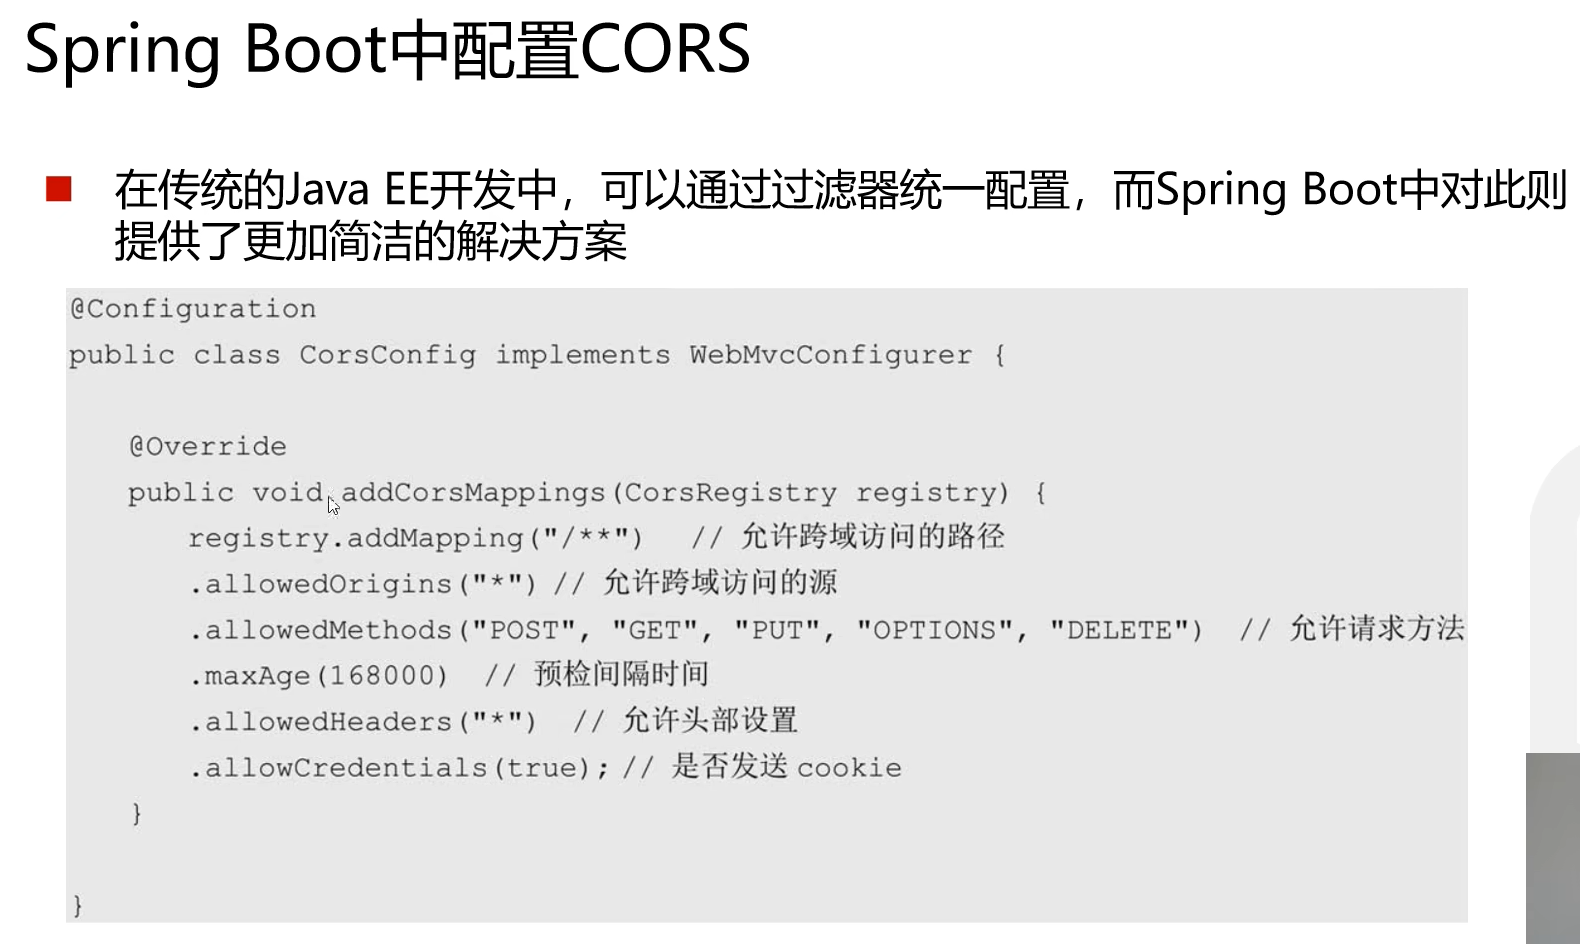 Spring Boot中配置CORS
在传统的Java EE开发中，可以通过过滤器统一配置，而Spring Boot中对此则
提供了更加简洁的解决方案
@Configuration
public class CorsConfig implements WebMvcConfigurer {
@Override
public void addCorsMappings(CorsRegistry registry) {
registry.addMapping("/**") // 允许跨域访问的路径
.allowedOrigins("*") // 允许跨域访问的源
.allowedMethods("POST", "GET", "PUT", "OPTIONS", "DELETE") // 允许请求方法
.maxAge(168000) // 预检间隔时间
.allowedHeaders("*") // 允许头部设置
.allowCredentials(true); // 是否发送 cookie
}
}